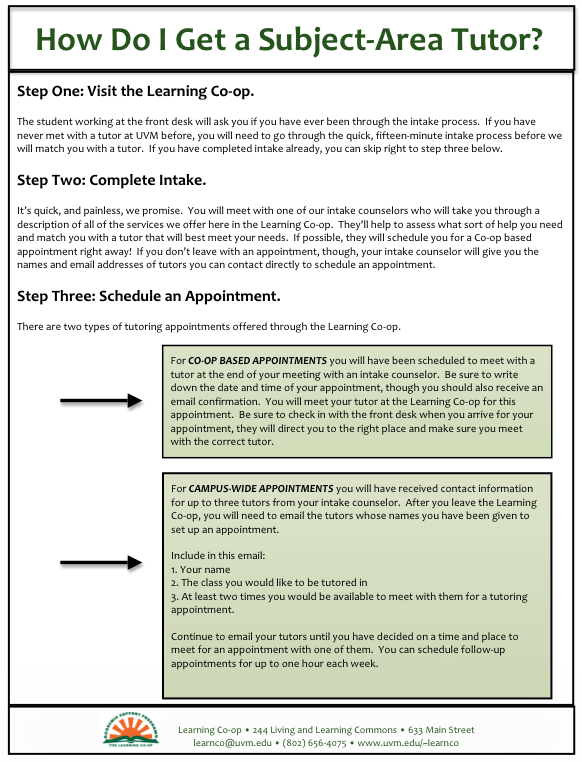 How Do I Get a Subject-Area Tutor?
Step One: Visit the Learning Co-op.
The student working at the front desk will ask you if you have ever been through the intake process. If you have
never met with a tutor at UVM before, you will need to go through the quick, fifteen-minute intake process before we
will match you with a tutor. If you have completed intake already, you can skip right to step three below.
Step Two: Complete Intake.
It's quick, and painless, we promise. You will meet with one of our intake counselors who will take you through a
description of all of the services we offer here in the Learning Co-op. They'll help to assess what sort of help you need
and match you with a tutor that will best meet your needs. If possible, they will schedule you for a Co-op based
appointment right away! If you don't leave with an appointment, though, your intake counselor will give you the
names and email addresses of tutors you can contact directly to schedule an appointment.
Step Three: Schedule an Appointment.
There are two types of tutoring appointments offered through the Learning Co-op.
For CO-OP BASED APPOINTMENTS you will have been scheduled to meet with a
tutor at the end of your meeting with an intake counselor. Be sure to write
down the date and time of your appointment, though you should also receive an
email confirmation. You will meet your tutor at the Learning Co-op for this
appointment. Be sure to check in with the front desk when you arrive for your
appointment, they will direct you to the right place and make sure you meet
with the correct tutor.
For CAMPUS-WIDE APPOINTMENTS you will have received contact information
for up to three tutors from your intake counselor. After you leave the Learning
Co-op, you will need to email the tutors whose names you have been given to
set up an appointment.
Include in this email:
1. Your name
2. The class you would like to be tutored in
3. At least two times you would be available to meet with them for a tutoring
appointment.
Continue to email your tutors until you have decided on a time and place to
meet for an appointment with one of them. You can schedule follow-up
appointments for up to one hour each week.
ACADEMIC SUPPORT PROGRAMS
THE LEARNING CO-OP
Learning Co-op • 244 Living and Learning Commons • 633 Main Street
learnco@uvm.edu • (802) 656-4075 • www.uvm.edu/~learnco